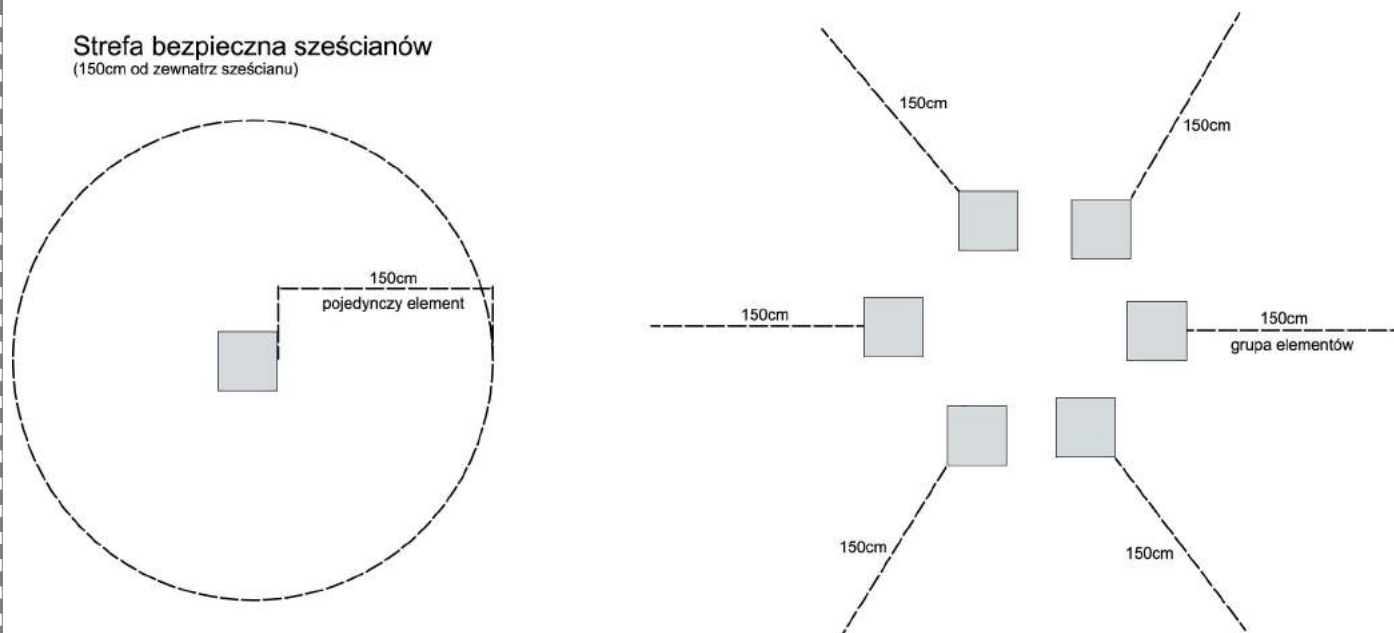 Strefa bezpieczna sześcianów
(150cm od zewnatrz sześcianu)
150cm
pojedynczy element
150cm
150cm
150cm
150cm
grupa elementów
150cm
150cm